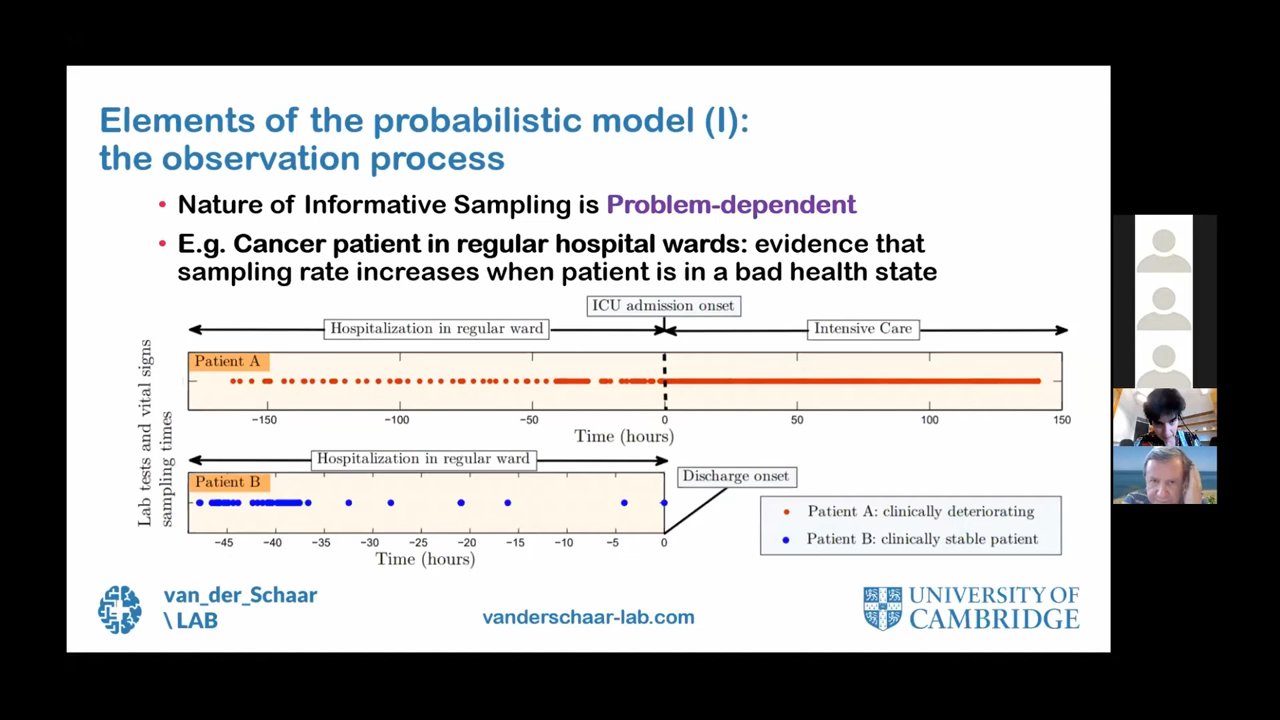 Elements of the probabilistic model (I):
the observation process
• Nature of Informative Sampling is Problem-dependent
• E.g. Cancer patient in regular hospital wards: evidence that
sampling rate increases when patient is in a bad health state
ICU admission onset
Hospitalization in regular ward
Intensive Care
Lab tests and vital signs
sampling times
Patient A
−150 −100 −50 0 50 100 150
Time (hours)
Hospitalization in regular ward
Discharge onset
Patient B
−45 −40 −35 −30 −25 −20 −15 −10 −5 0
Time (hours)
Patient A: clinically deteriorating
Patient B: clinically stable patient
van_der_Schaar
\ LAB
vanderschaar-lab.com
UNIVERSITY OF
CAMBRIDGE